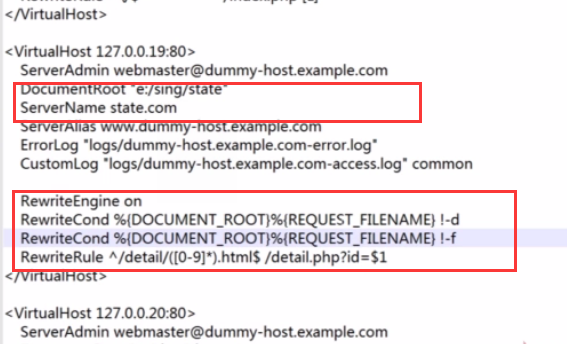 </VirtualHost>
<VirtualHost 127.0.0.19:80>
ServerAdmin webmaster@dummy-host.example.com
DocumentRoot "e:/sing/state"
ServerName state.com
ServerAlias www.dummy-host.example.com
ErrorLog "logs/dummy-host.example.com-error.log"
CustomLog "logs/dummy-host.example.com-access.log" common
RewriteEngine on
RewriteCond %{DOCUMENT_ROOT}%{REQUEST_FILENAME} !-d
RewriteCond %{DOCUMENT_ROOT}%{REQUEST_FILENAME} !-f
RewriteRule ^/detail/([0-9]*).html$ /detail.php?id=$1
</VirtualHost>
<VirtualHost 127.0.0.20:80>
ServerAdmin webmaster@dummy-host.example.com